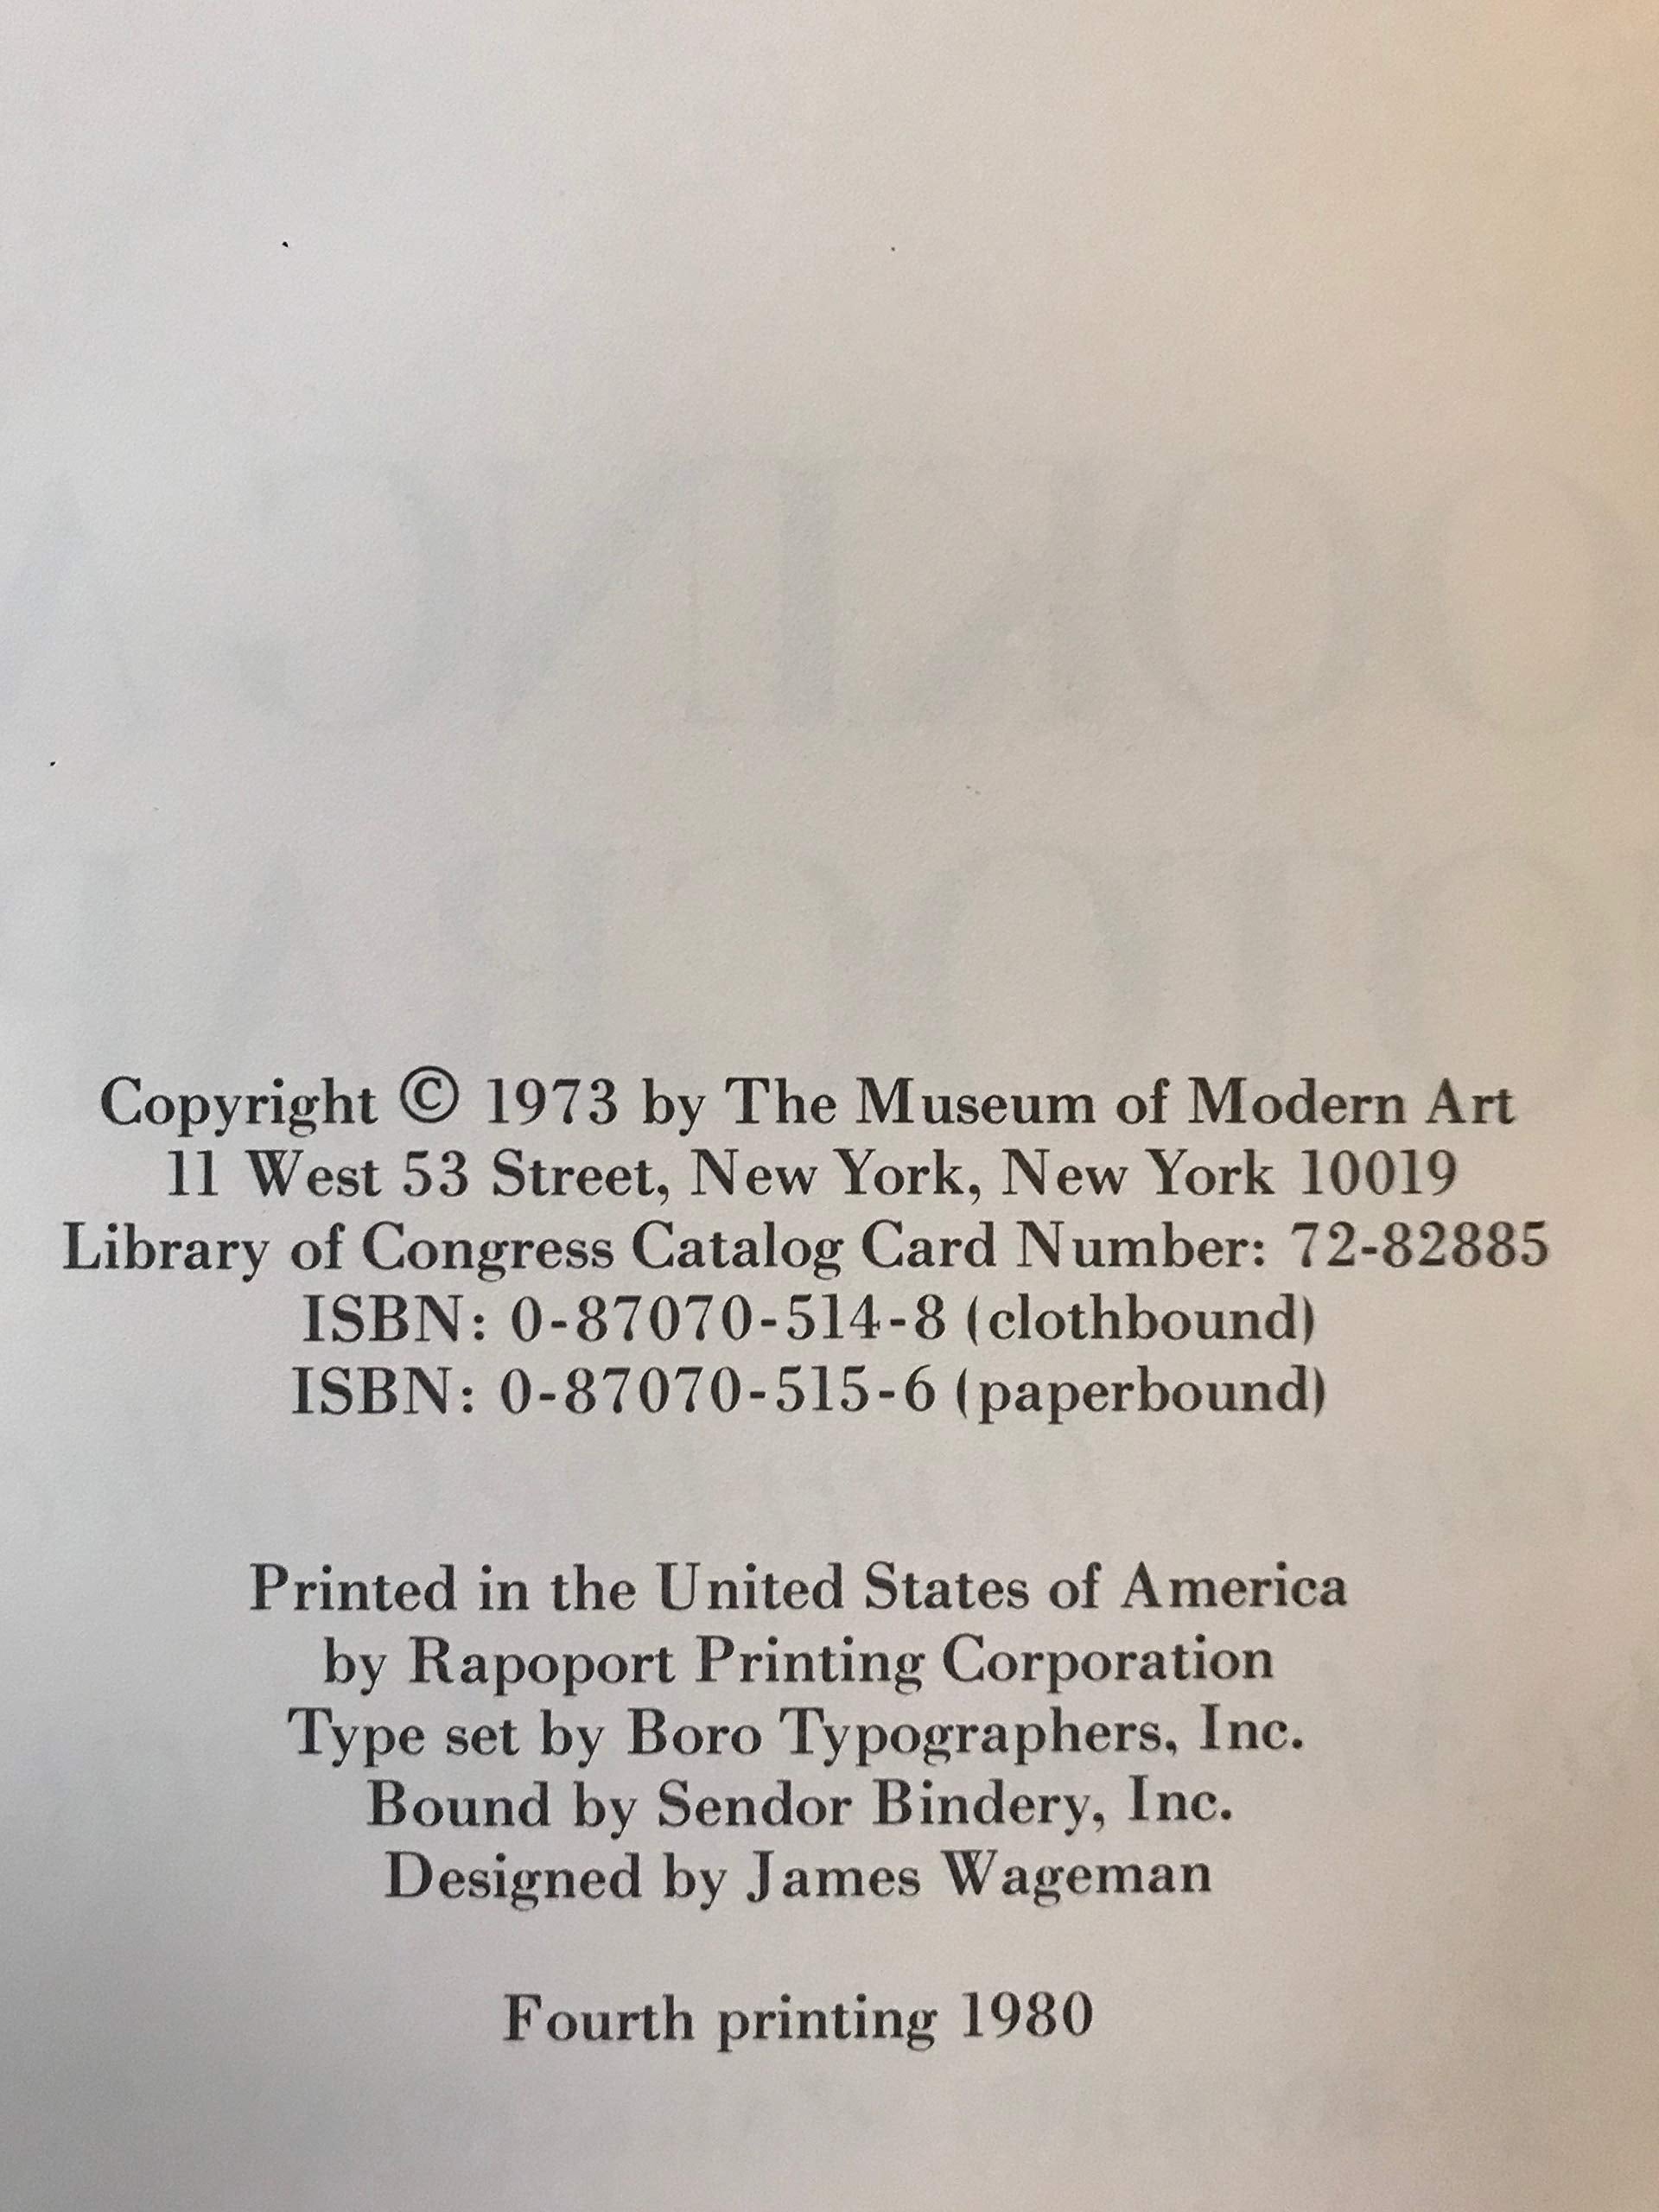 Copyright © 1973 by The Museum of Modern Art
11 West 53 Street, New York, New York 10019
Library of Congress Catalog Card Number: 72-82885
ISBN: 0-87070-514-8 (clothbound)
ISBN: 0-87070-515-6 (paperbound)
Printed in the United States of America
by Rapoport Printing Corporation
Type set by Boro Typographers, Inc.
Bound by Sendor Bindery, Inc.
Designed by James Wageman
Fourth printing 1980